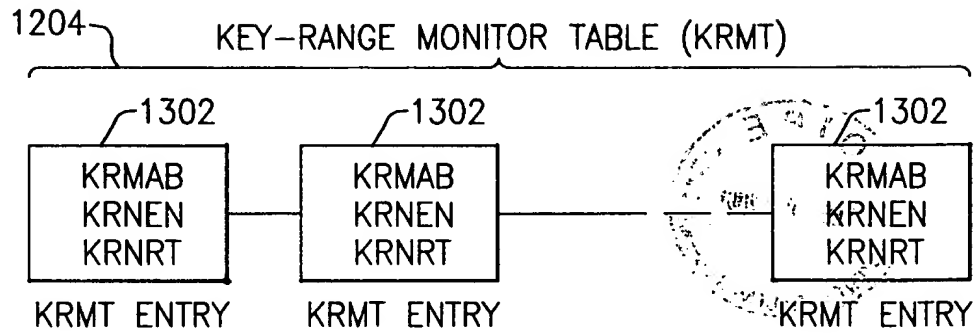 1204
KEY-RANGE MONITOR TABLE (KRMT)
1302 1302 1302
KRMAB KRMAB KRMAB
KRNEN KRNEN KRNEN
KRNRT KRNRT KRNRT
KRMT ENTRY KRMT ENTRY KRMT ENTRY